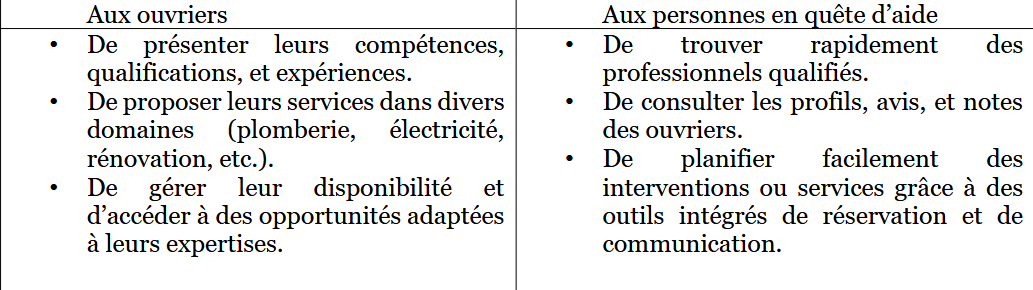 Aux ouvriers
• De présenter leurs compétences,
qualifications, et expériences.
• De proposer leurs services dans divers
domaines (plomberie, électricité,
rénovation, etc.).
• De gérer leur disponibilité et
d’accéder à des opportunités adaptées
à leurs expertises.
Aux personnes en quête d’aide
• De trouver rapidement des
professionnels qualifiés.
• De consulter les profils, avis, et notes
des ouvriers.
• De planifier facilement des
interventions ou services grâce à des
outils intégrés de réservation et de
communication.